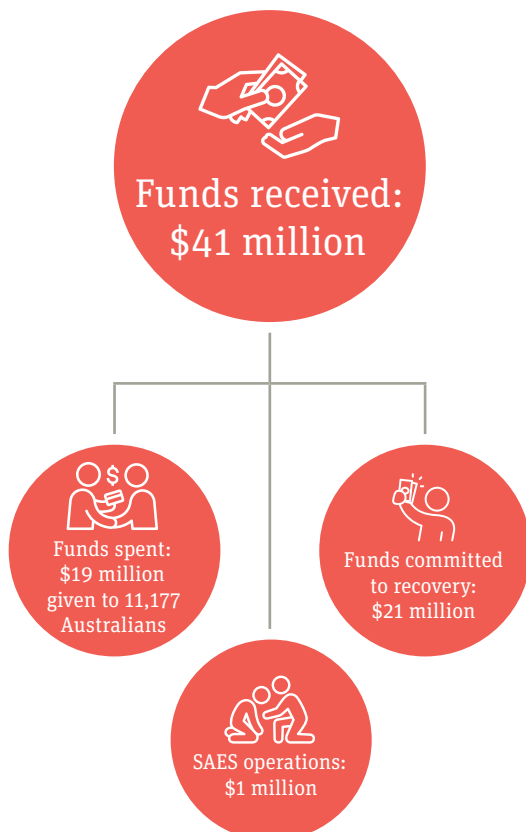 Funds received:
$41 million
$
Funds spent:
$19 million
given to 11,177
Australians
Funds committed
to recovery:
$21 million
SAES operations:
$1 million